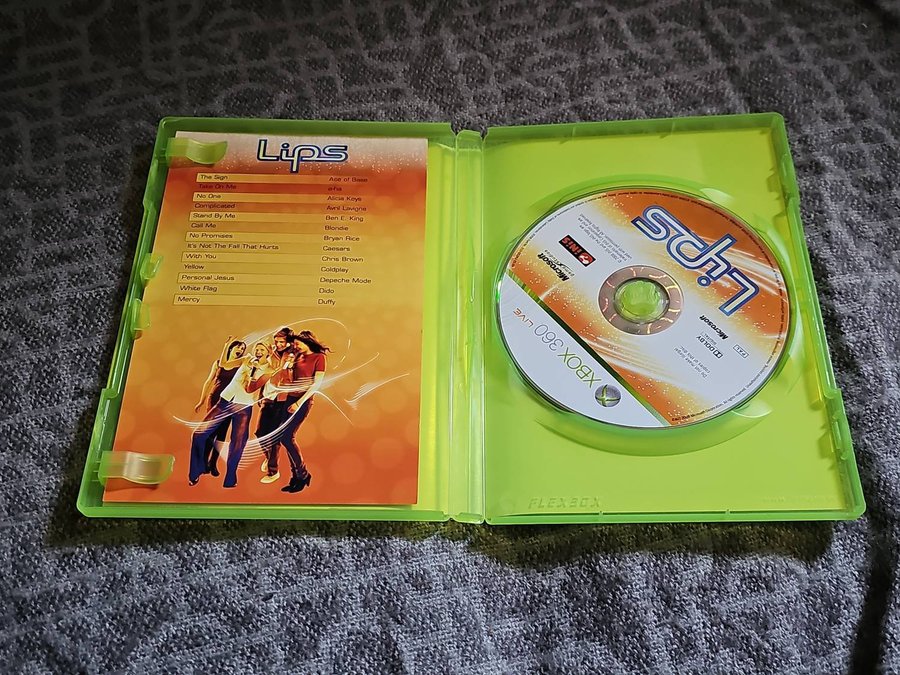 Lips
The Sign Ace of Base
Take On Me a-ha
No One Alicia Keys
Complicated Avril Lavigne
Stand By Me Ben E. King
Call Me Blondie
No Promises Bryan Rice
It's Not The Fall That Hurts Caesars
With You Chris Brown
Yellow Coldplay
Personal Jesus Depeche Mode
White Flag Dido
Mercy Duffy
Lips
XBOX 360 LIVE
Microsoft
iNiS
Microsoft
DOLBY
DIGITAL
PAL
FLEXBOX